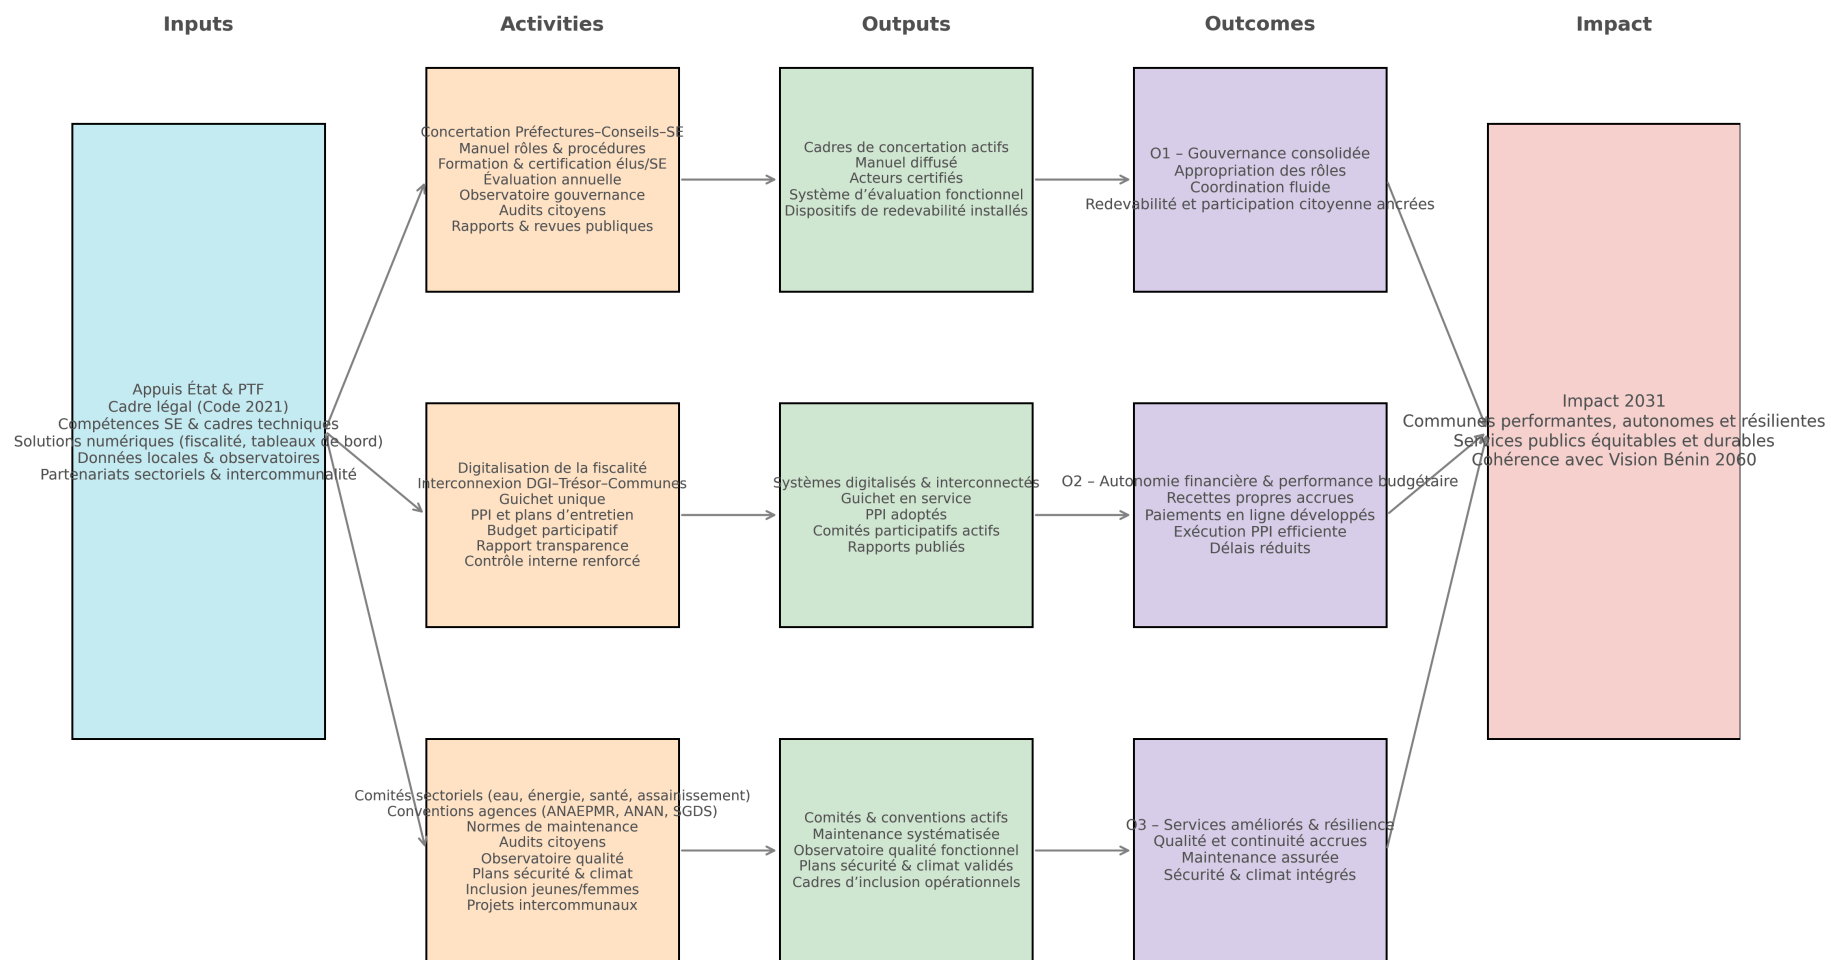 Inputs
Activities
Outputs
Outcomes
Impact
Appuis État & PTF
Cadre légal (Code 2021)
Compétences SE & cadres techniques
Solutions numériques (fiscalité, tableaux de bord)
Données locales & observatoires
Partenariats sectoriels & intercommunalité
Concertation Préfectures–Conseils–SE
Manuel rôles & procédures
Formation & certification élus/SE
Évaluation annuelle
Observatoire gouvernance
Audits citoyens
Rapports & revues publiques
Cadres de concertation actifs
Manuel diffusé
Acteurs certifiés
Système d’évaluation fonctionnel
Dispositifs de redevabilité installés
O1 – Gouvernance consolidée
Appropriation des rôles
Coordination fluide
Redevabilité et participation citoyenne ancrées
Digitalisation de la fiscalité
Interconnexion DGI–Trésor–Communes
Guichet unique
PPI et plans d’entretien
Budget participatif
Rapport transparence
Contrôle interne renforcé
Systèmes digitalisés & interconnectés
Guichet en service
PPI adoptés
Comités participatifs actifs
Rapports publiés
O2 – Autonomie financière & performance budgétaire
Recettes propres accrues
Paiements en ligne développés
Exécution PPI efficiente
Délais réduits
Comités sectoriels (eau, énergie, santé, assainissement)
Conventions agences (ANAEPMR, ANAN, SGDS)
Normes de maintenance
Audits citoyens
Observatoire qualité
Plans sécurité & climat
Inclusion jeunes/femmes
Projets intercommunaux
Comités & conventions actifs
Maintenance systématisée
Observatoire qualité fonctionnel
Plans sécurité & climat validés
Cadres d’inclusion opérationnels
O3 – Services améliorés & résilience
Qualité et continuité accrues
Maintenance assurée
Sécurité & climat intégrés
Impact 2031
Communes performantes, autonomes et résilientes
Services publics équitables et durables
Cohérence avec Vision Bénin 2060